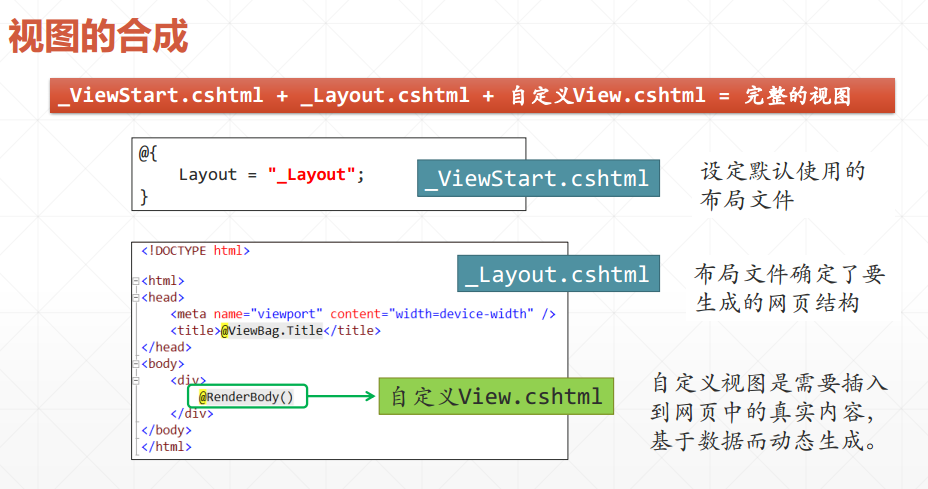 视图的合成
_ViewStart.cshtml + _Layout.cshtml + 自定义View.cshtml = 完整的视图
@{
Layout = "_Layout";
}
_ViewStart.cshtml
设定默认使用的
布局文件
<!DOCTYPE html>
<html>
<head>
<meta name="viewport" content="width=device-width" />
<title>@ViewBag.Title</title>
</head>
<body>
<div>
@RenderBody()
</div>
</body>
</html>
_Layout.cshtml
布局文件确定了要
生成的网页结构
自定义View.cshtml
自定义视图是需要插入
到网页中的真实内容，
基于数据而动态生成。